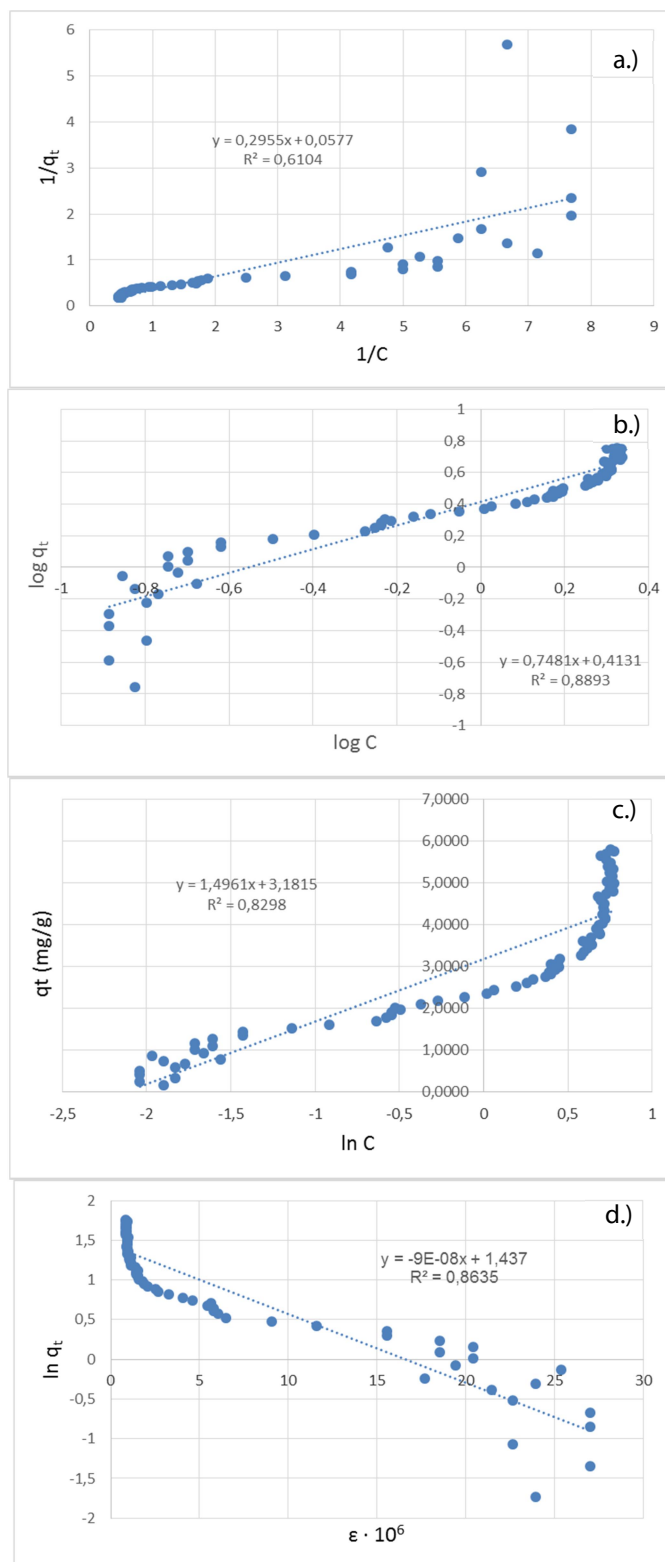 a.)
6
5
4
3
2
1
0
1/qt
y = 0,2955x + 0,0577
R² = 0,6104
0 1 2 3 4 5 6 7 8 9
1/C
b.)
1
0,8
0,6
0,4
0,2
0
-0,2
-0,4
-0,6
-0,8
-1
log qt
-1 -0,8 -0,6 -0,4 -0,2 0 0,2 0,4
y = 0,7481x + 0,4131
R² = 0,8893
log C
c.)
7,0000
6,0000
5,0000
4,0000
3,0000
2,0000
1,0000
0,0000
qt (mg/g)
y = 1,4961x + 3,1815
R² = 0,8298
-2,5 -2 -1,5 -1 -0,5 0 0,5 1
ln C
d.)
2
1,5
1
0,5
0
-0,5
-1
-1,5
-2
ln qt
y = -9E-08x + 1,437
R² = 0,8635
0 5 10 15 20 25 30
ε · 10⁶